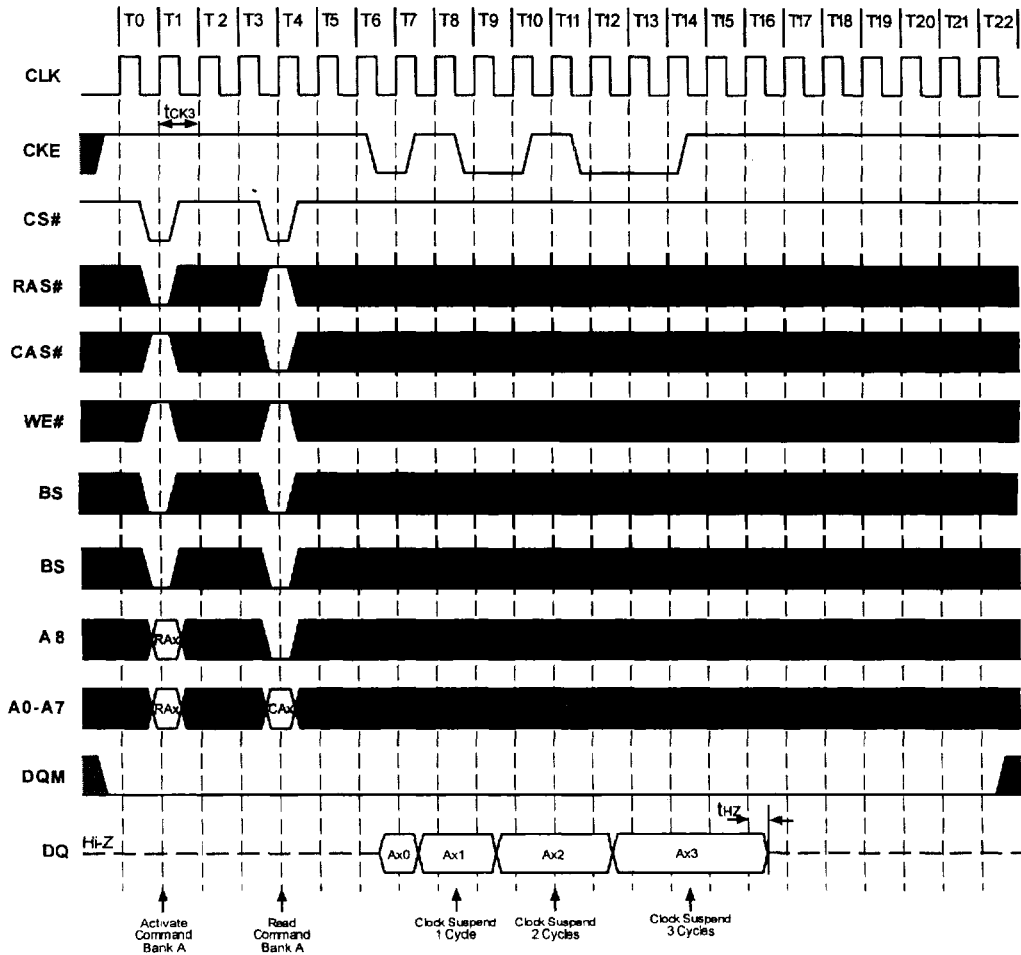 T0 T1 T2 T3 T4 T5 T6 T7 T8 T9 T10 T11 T12 T13 T14 T15 T16 T17 T18 T19 T20 T21 T22
CLK
tCK3
CKE
CS#
RAS#
CAS#
WE#
BS
BS
A8
RAx
A0-A7
RAx CAx
DQM
tHZ
Hi-Z
DQ
Ax0 Ax1 Ax2 Ax3
Activate
Command
Bank A
Read
Command
Bank A
Clock Suspend
1 Cycle
Clock Suspend
2 Cycles
Clock Suspend
3 Cycles